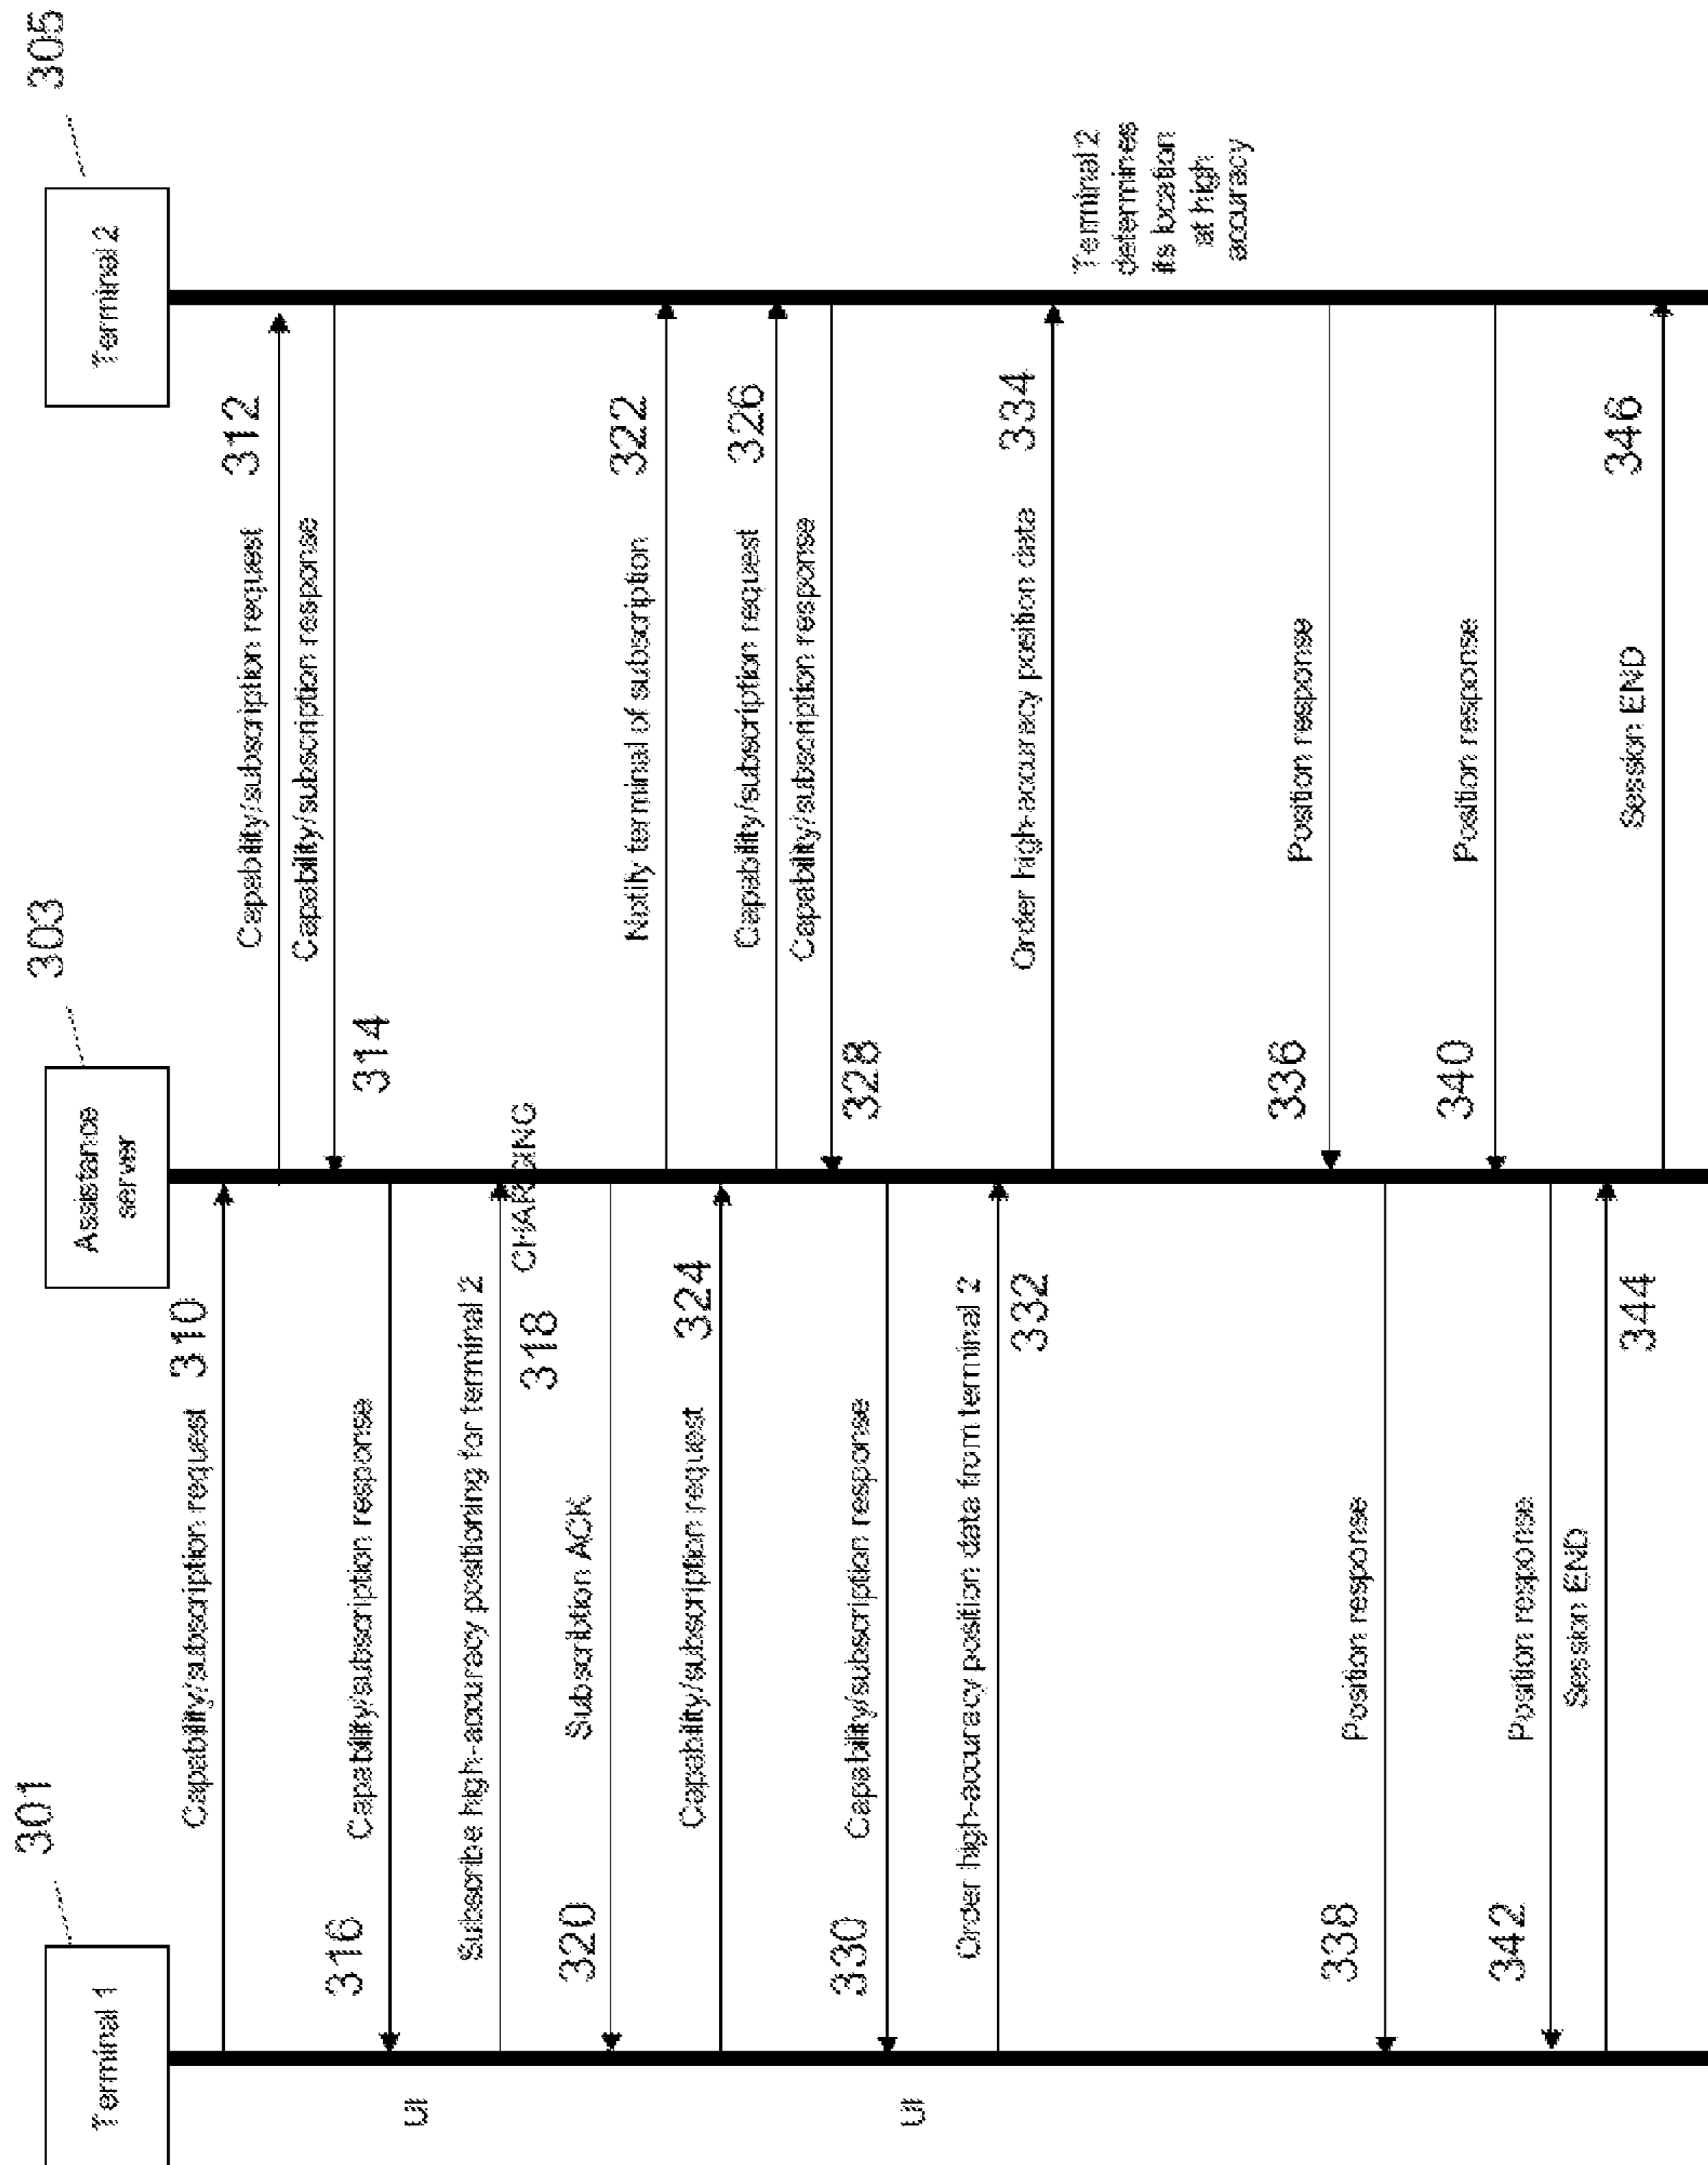 301
303
305
Terminal 1
Assistance
server
Terminal 2
Capability/subscription request 310
Capability/subscription request 312
Capability/subscription response
314
316 Capability/subscription response
UI
Subscribe high-accuracy positioning for terminal 2
318 CHARGING
320 Subscribtion ACK
Notify terminal of subscription 322
Capability/subscription request 324
Capability/subscription request 326
Capability/subscription response
328
330 Capability/subscription response
UI
Order high-accuracy position data from terminal 2
332
Order high-accuracy position data 334
Terminal 2
determines
its location
at high
accuracy
336 Position response
338 Position response
340 Position response
342 Position response
Session END
344
Session END 346